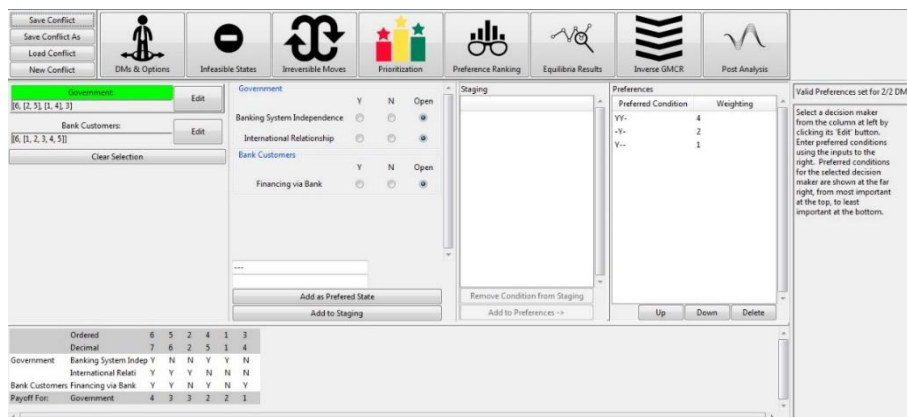 Save Conflict
Save Conflict As
Load Conflict
New Conflict
DMs & Options
Infeasible States
Irreversible Moves
Prioritization
Preference Ranking
Equilibria Results
Inverse GMCR
Post Analysis
Government:
[6, [2, 5], [1, 4], 3]
Edit
Bank Customers:
[[6, [1, 2, 3, 4, 5]]
Edit
Clear Selection
Government
Y N Open
Banking System Independence
International Relationship
Bank Customers
Y N Open
Financing via Bank
---
Add as Prefered State
Add to Staging
Staging
Remove Condition from Staging
Add to Preferences ->
Preferences
Preferred Condition Weighting
YY- 4
-Y- 2
Y-- 1
Up Down Delete
Valid Preferences set for 2/2 DM
Select a decision maker
from the column at left by
clicking its 'Edit' button.
Enter preferred conditions
using the inputs to the
right. Preferred conditions
for the selected decision
maker are shown at the far
right, from most important
at the top, to least
important at the bottom.
Ordered 6 5 2 4 1 3
Decimal 7 6 2 5 1 4
Government Banking System Indep Y N N Y Y N
International Relati Y Y Y N N N
Bank Customers Financing via Bank Y Y N Y N Y
Payoff For: Government 4 3 3 2 2 1